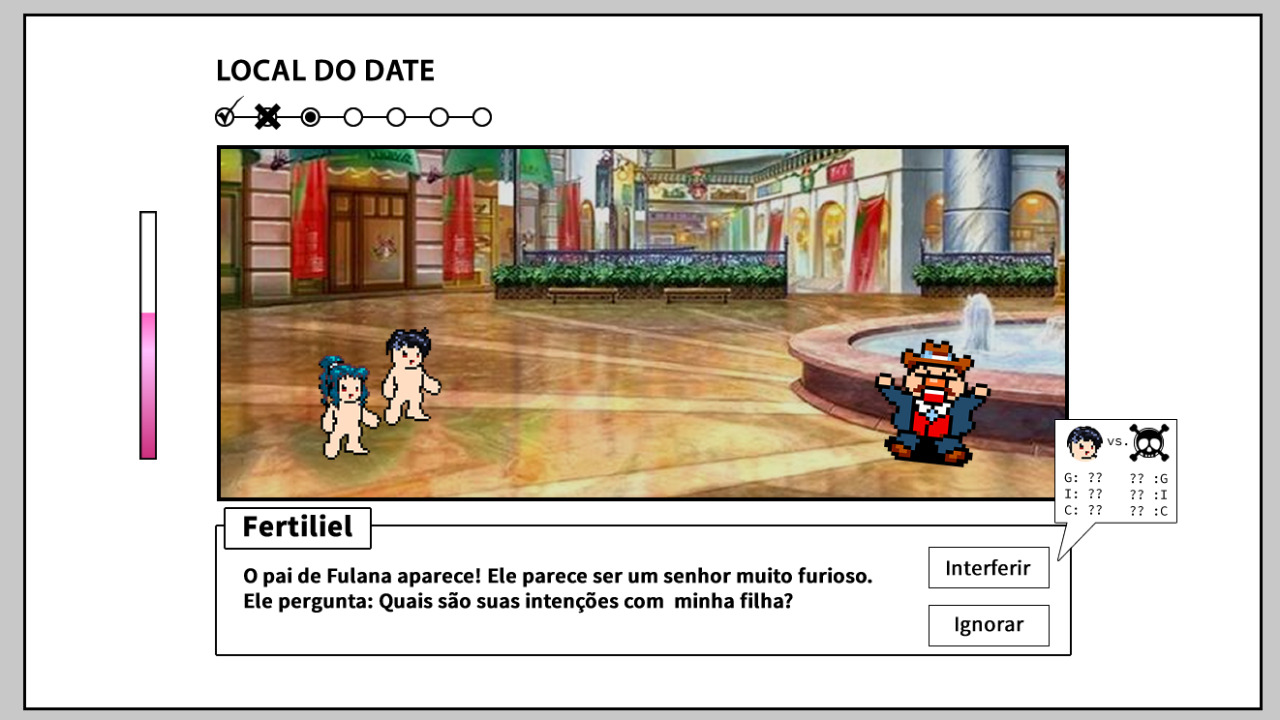 LOCAL DO DATE
vs.
G: ?? ?? :G
I: ?? ?? :I
C: ?? ?? :C
Fertiliel
O pai de Fulana aparece! Ele parece ser um senhor muito furioso.
Ele pergunta: Quais são suas intenções com minha filha?
Interferir
Ignorar